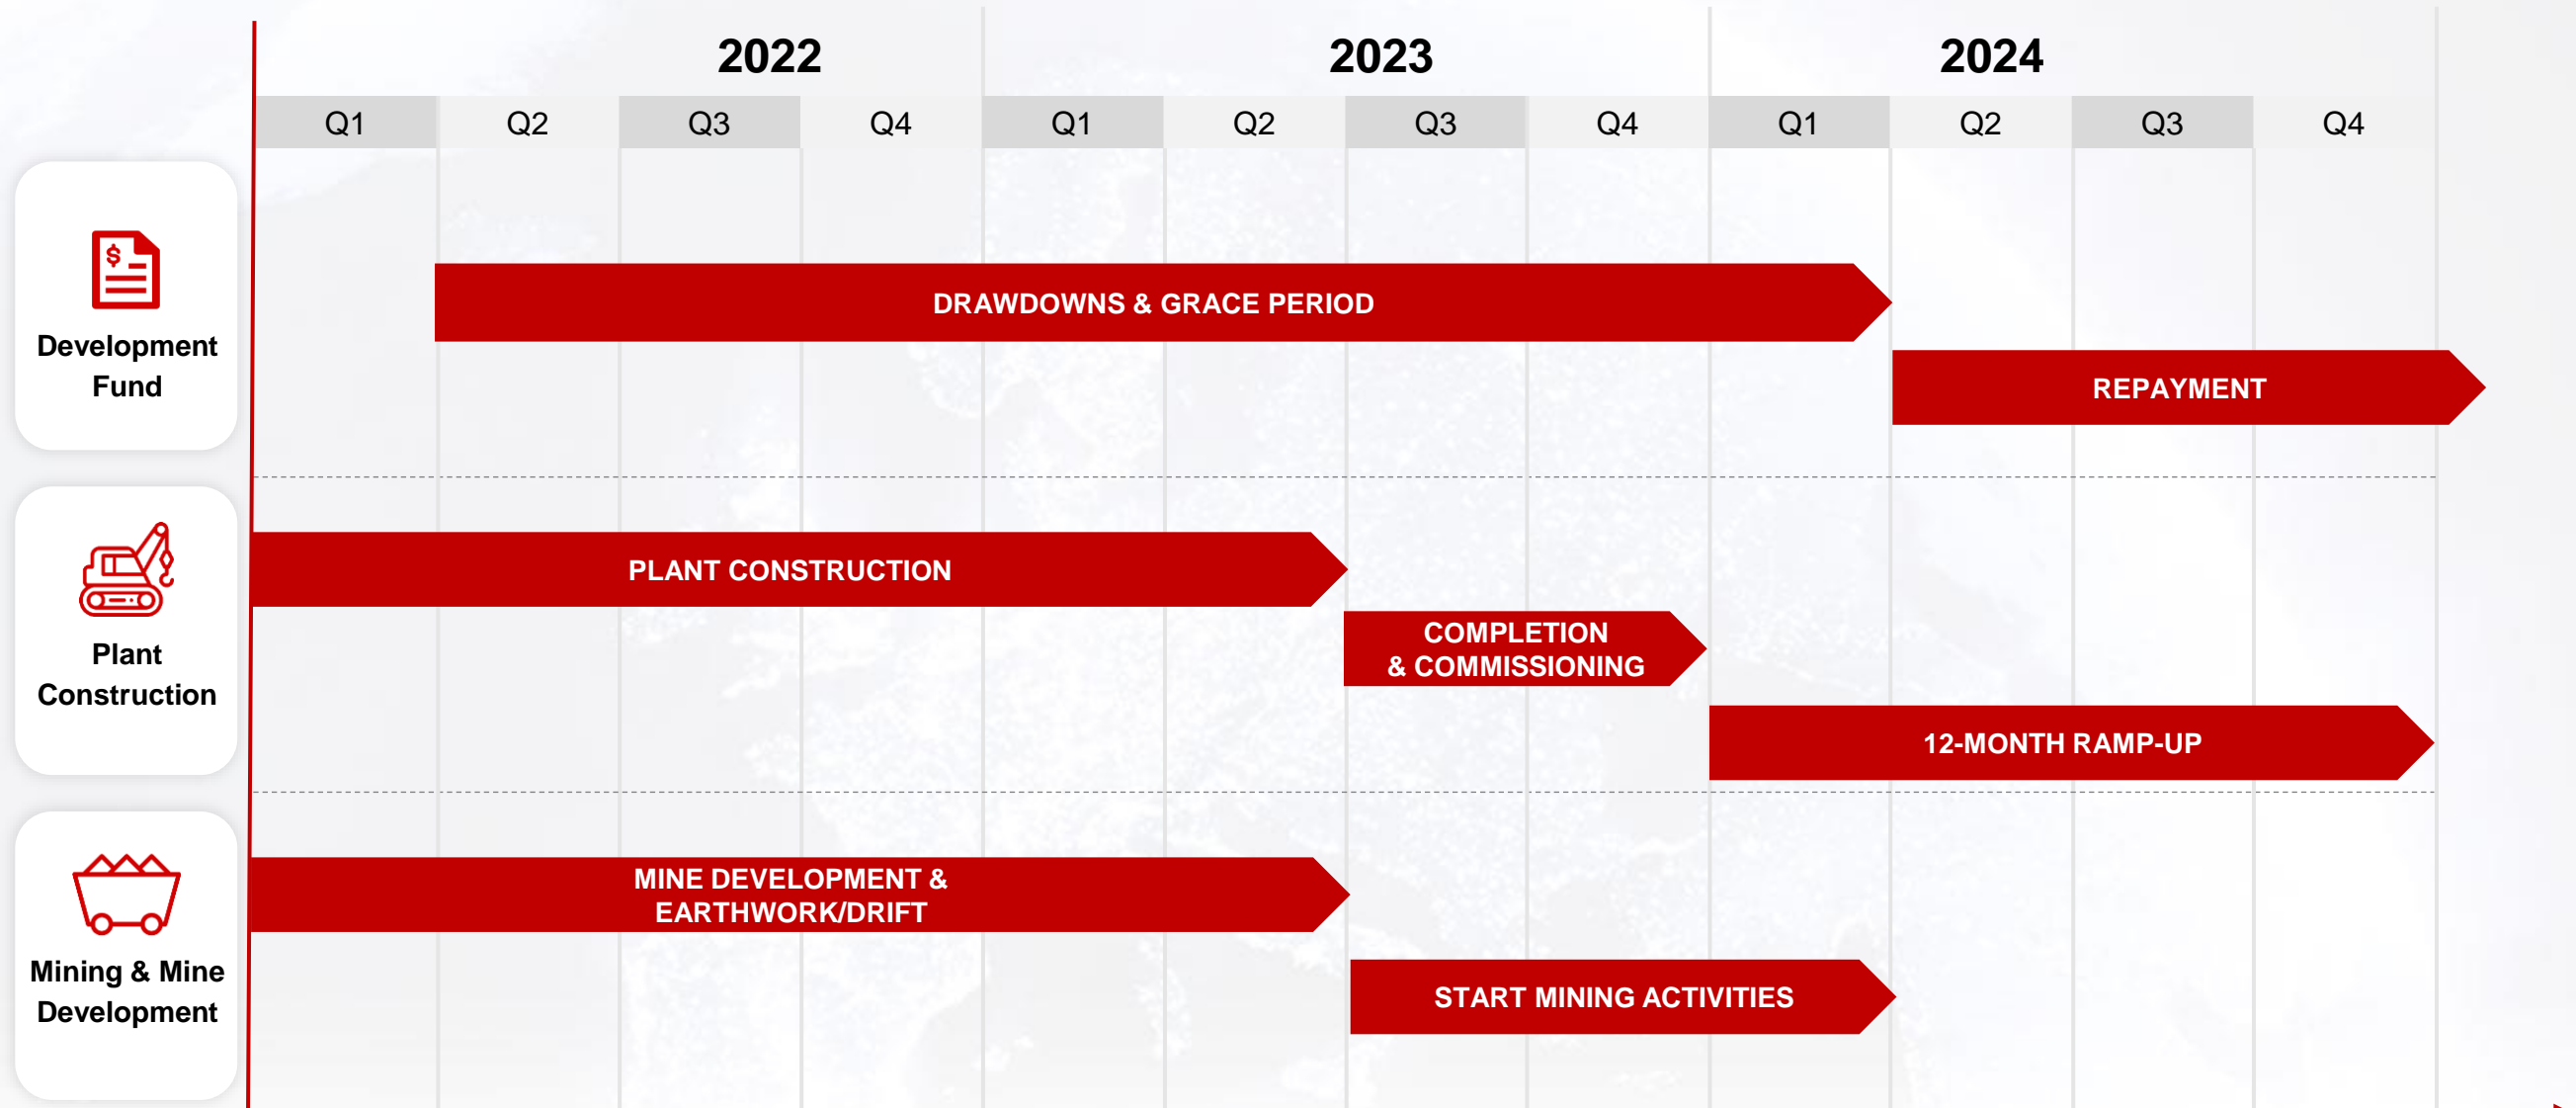 2022 2023 2024
Q1 Q2 Q3 Q4 Q1 Q2 Q3 Q4 Q1 Q2 Q3 Q4
$
Development
Fund
DRAWDOWNS & GRACE PERIOD
REPAYMENT
Plant
Construction
PLANT CONSTRUCTION
COMPLETION
& COMMISSIONING
12-MONTH RAMP-UP
Mining & Mine
Development
MINE DEVELOPMENT &
EARTHWORK/DRIFT
START MINING ACTIVITIES